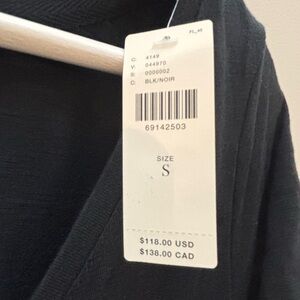 C: 4149
V: 044970
S: 0000002
C: BLK/NOIR
69142503
SIZE
S
$118.00 USD
$138.00 CAD